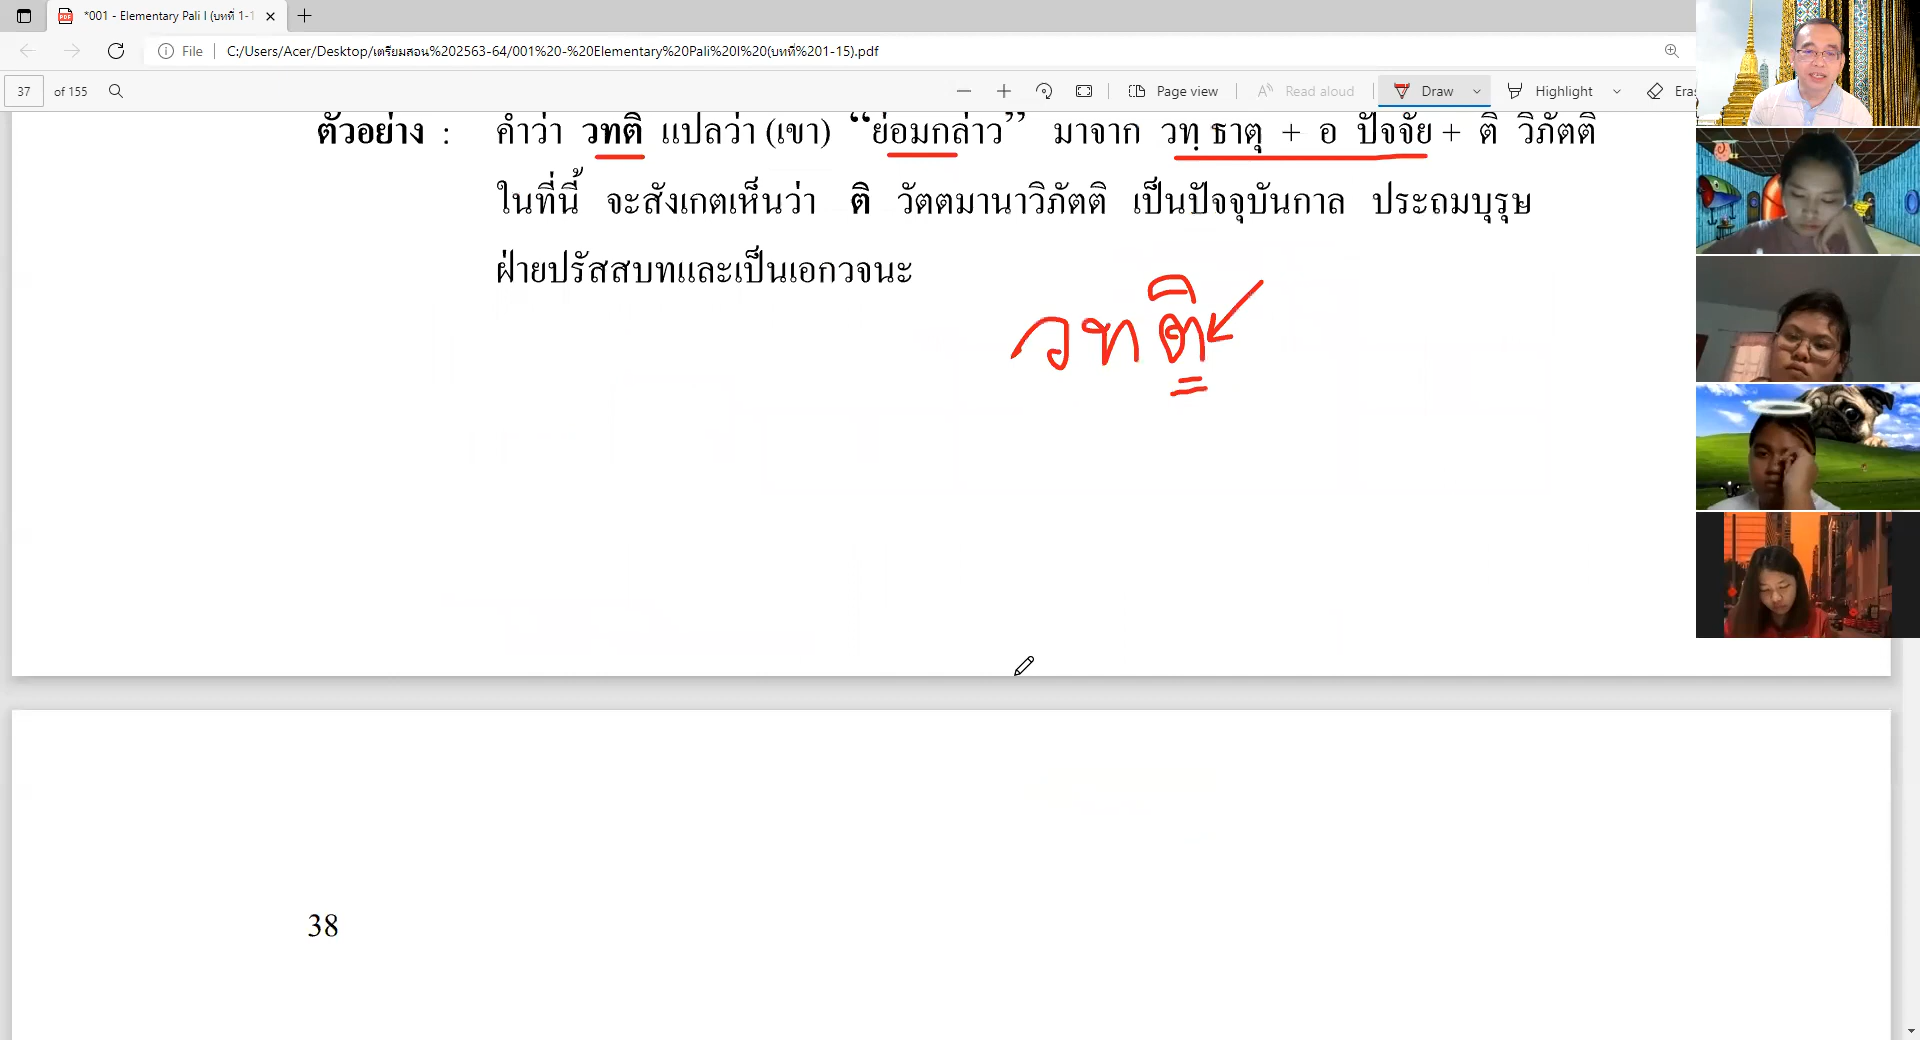 *001 - Elementary Pali I (บทที่ 1-1
File
C:/Users/Acer/Desktop/เตรียมสอน%202563-64/001%20-%20Elementary%20Pali%20I%20(บทที่%201-15).pdf
37 of 155
Page view
Read aloud
Draw
Highlight
Eras
ตัวอย่าง : คำว่า วทติ แปลว่า (เขา) “ย่อมกล่าว” มาจาก วทฺ ธาตุ + อ ปัจจัย + ติ วิภัตติ
ในที่นี้ จะสังเกตเห็นว่า ติ วัตตมานาวิภัตติ เป็นปัจจุบันกาล ประถมบุรุษ
ฝ่ายปรัสสบทและเป็นเอกวจนะ
วทติ
38